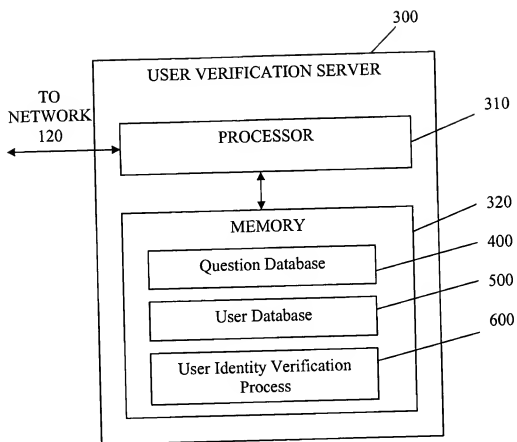 300
USER VERIFICATION SERVER
TO
NETWORK
120
PROCESSOR
310
MEMORY
320
Question Database
400
User Database
500
User Identity Verification
Process
600